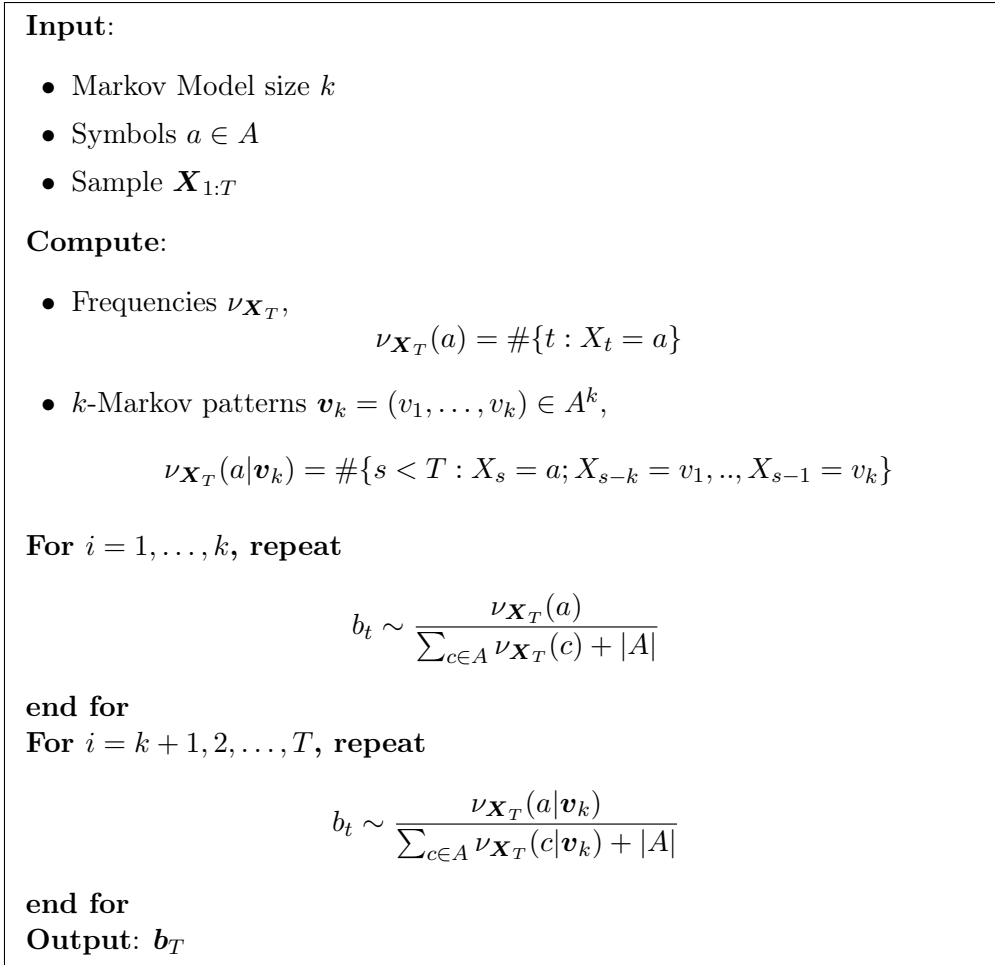 Input:
• Markov Model size k
• Symbols a ∈ A
• Sample X_{1:T}
Compute:
• Frequencies ν_{X_T},
ν_{X_T}(a) = #{t : X_t = a}
• k-Markov patterns v_k = (v_1, . . . , v_k) ∈ A^k,
ν_{X_T}(a|v_k) = #{s < T : X_s = a; X_{s−k} = v_1, .., X_{s−1} = v_k}
For i = 1, . . . , k, repeat
b_t ∼ \frac{ν_{X_T}(a)}{∑_{c∈A} ν_{X_T}(c) + |A|}
end for
For i = k + 1, 2, . . . , T, repeat
b_t ∼ \frac{ν_{X_T}(a|v_k)}{∑_{c∈A} ν_{X_T}(c|v_k) + |A|}
end for
Output: b_T